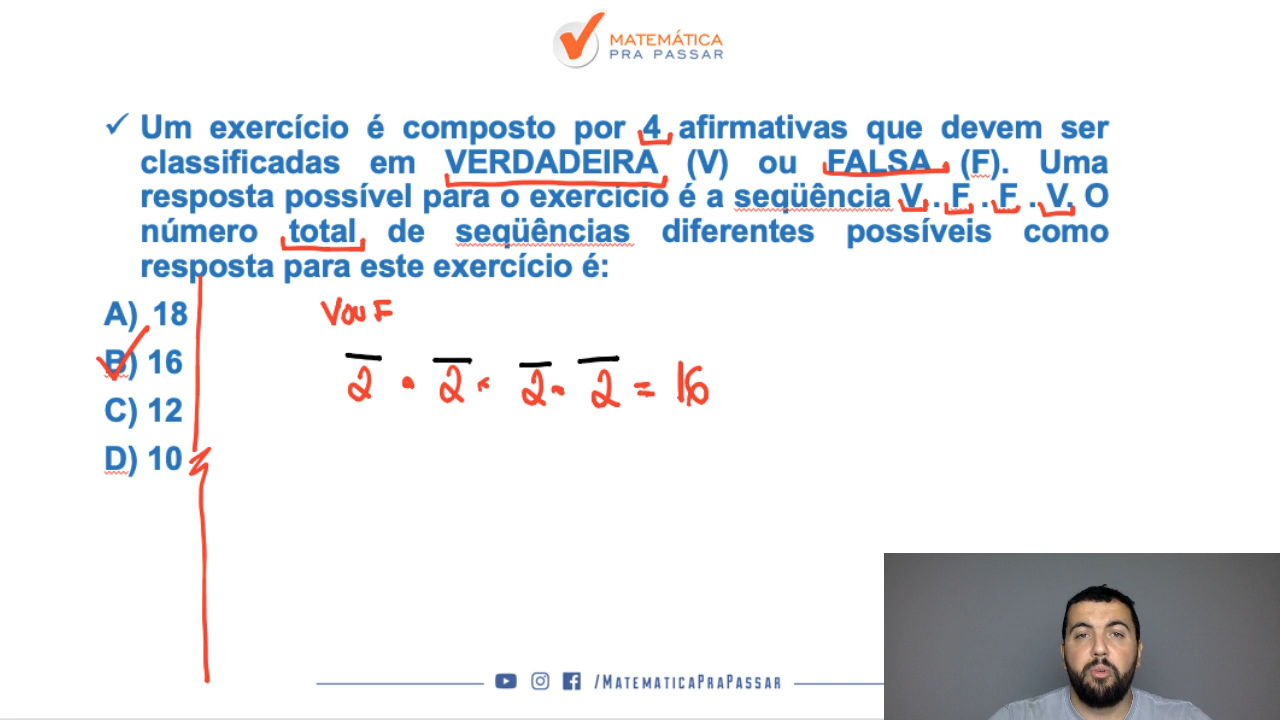 MATEMÁTICA
PRA PASSAR
✓ Um exercício é composto por 4 afirmativas que devem ser
classificadas em VERDADEIRA (V) ou FALSA (F). Uma
resposta possível para o exercício é a seqüência V . F . F . V. O
número total de seqüências diferentes possíveis como
resposta para este exercício é:
A) 18
V ou F
B) 16
2 . 2 . 2 . 2 = 16
C) 12
D) 10
/MATEMATICAPRAPASSAR